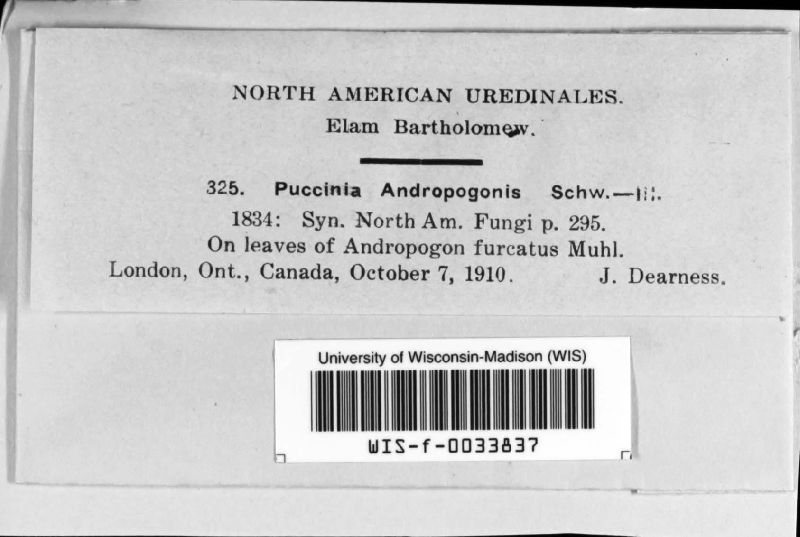 NORTH AMERICAN UREDINALES.
Elam Bartholomew.
325. Puccinia Andropogonis Schw.—III.
1834: Syn. North Am. Fungi p. 295.
On leaves of Andropogon furcatus Muhl.
London, Ont., Canada, October 7, 1910. J. Dearness.
University of Wisconsin-Madison (WIS)
WIS-f-0033837